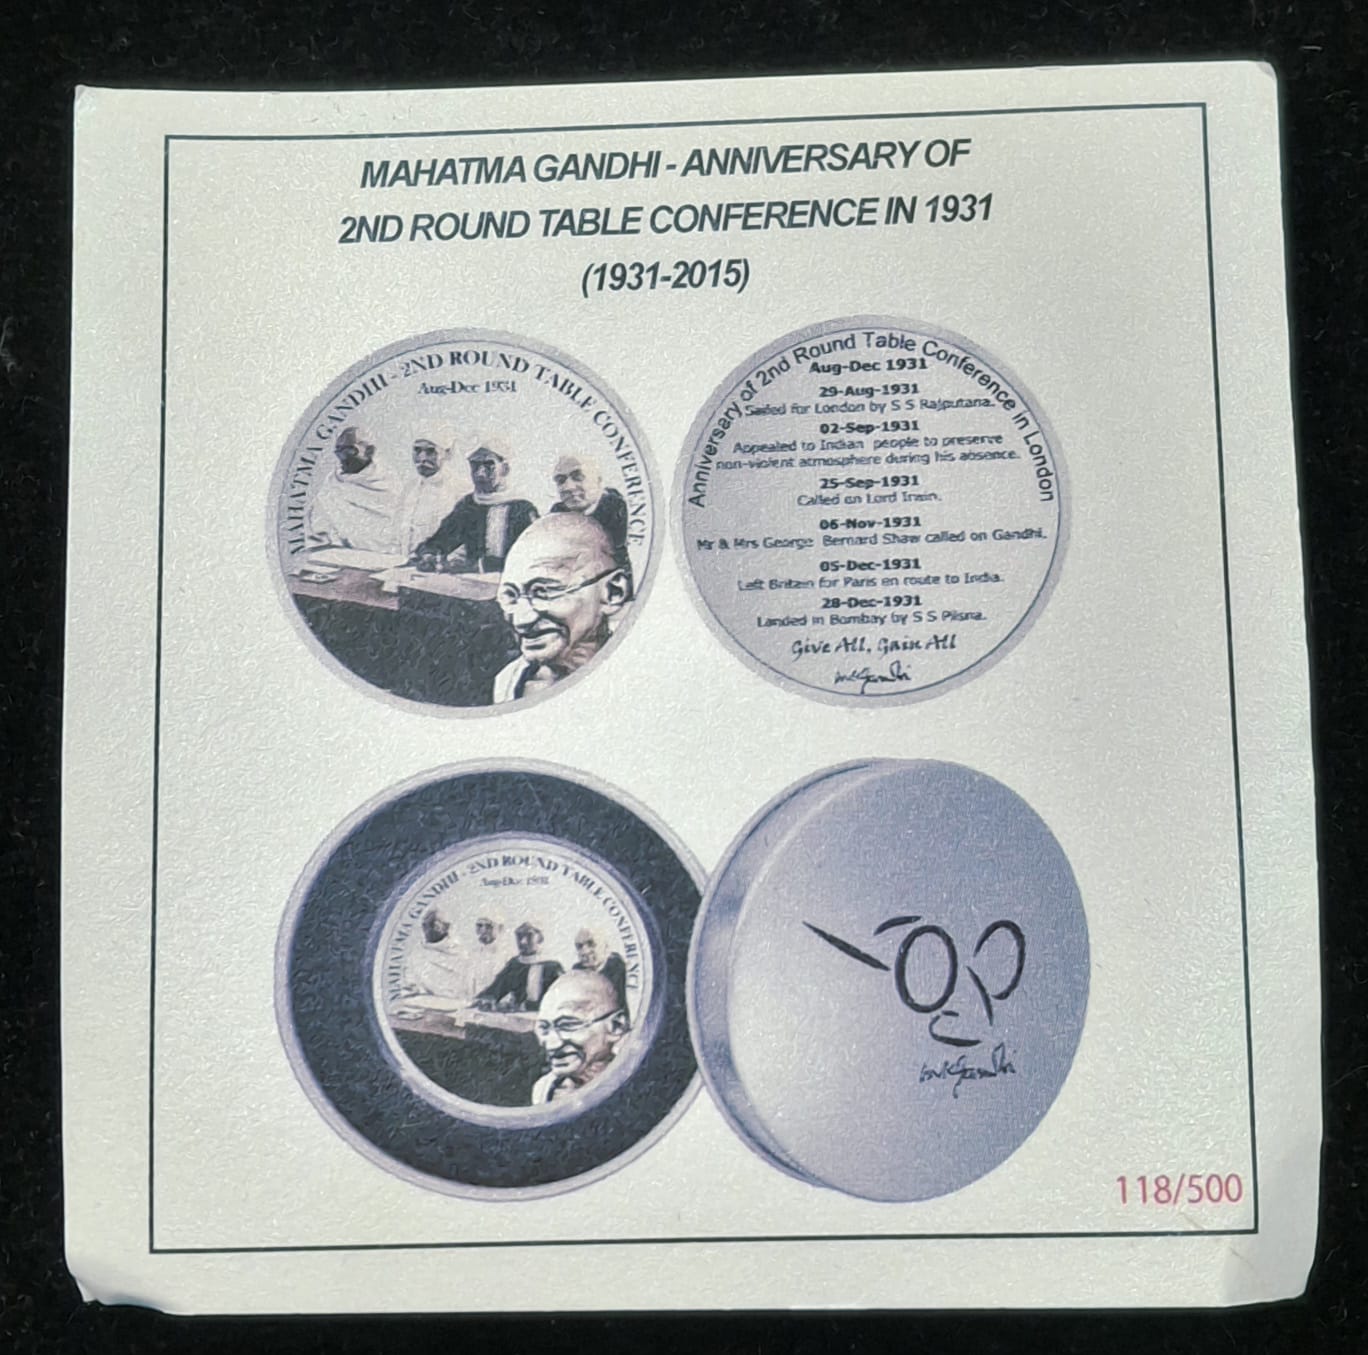 MAHATMA GANDHI - ANNIVERSARY OF
2ND ROUND TABLE CONFERENCE IN 1931
(1931-2015)
MAHATMA GANDHI - 2ND ROUND TABLE CONFERENCE
Aug-Dec 1931
Anniversary of 2nd Round Table Conference in London
Aug-Dec 1931
29-Aug-1931
Sailed for London by S S Rajputana.
02-Sep-1931
Appealed to Indian people to preserve
non-violent atmosphere during his absence.
25-Sep-1931
Called on Lord Irwin.
06-Nov-1931
Mr & Mrs George Bernard Shaw called on Gandhi.
05-Dec-1931
Left Britain for Paris en route to India.
28-Dec-1931
Landed in Bombay by S S Pilsna.
Give All, Gain All
mkGandhi
MAHATMA GANDHI - 2ND ROUND TABLE CONFERENCE
Aug-Dec 1931
mkGandhi
118/500